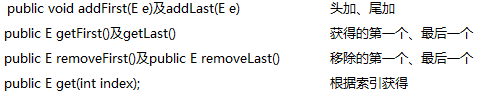 public void addFirst(E e)及addLast(E e) 头加、尾加
public E getFirst()及getLast() 获得的第一个、最后一个
public E removeFirst()及public E removeLast() 移除的第一个、最后一个
public E get(int index); 根据索引获得